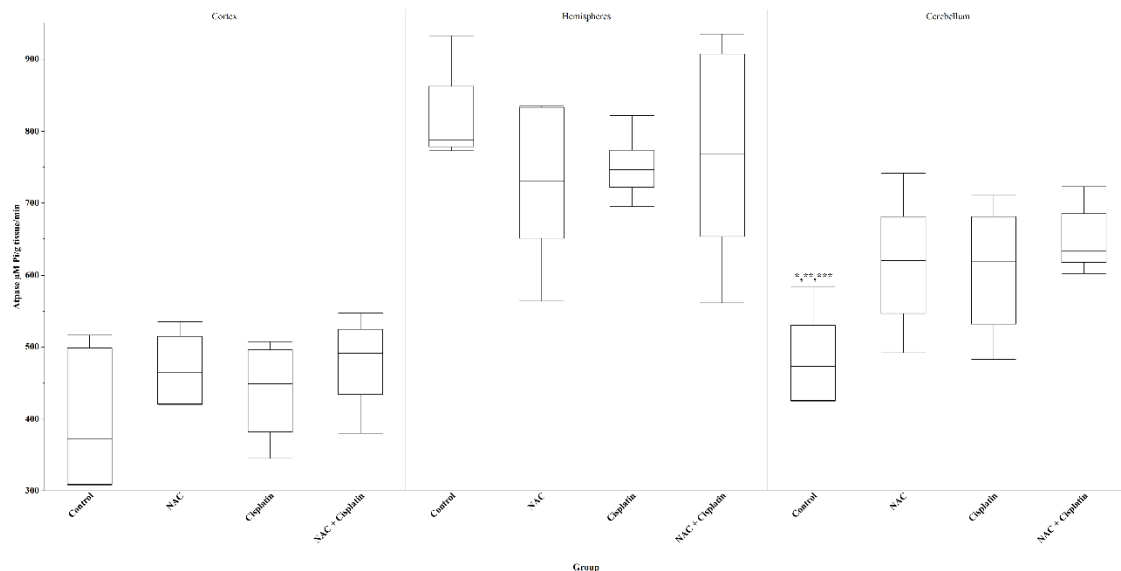 Cortex
Hemispheres
Cerebellum
Atpase µM Pi/g tissue/min
900
800
700
600
500
400
300
*,**,***
Control
NAC
Cisplatin
NAC + Cisplatin
Control
NAC
Cisplatin
NAC + Cisplatin
Control
NAC
Cisplatin
NAC + Cisplatin
Group